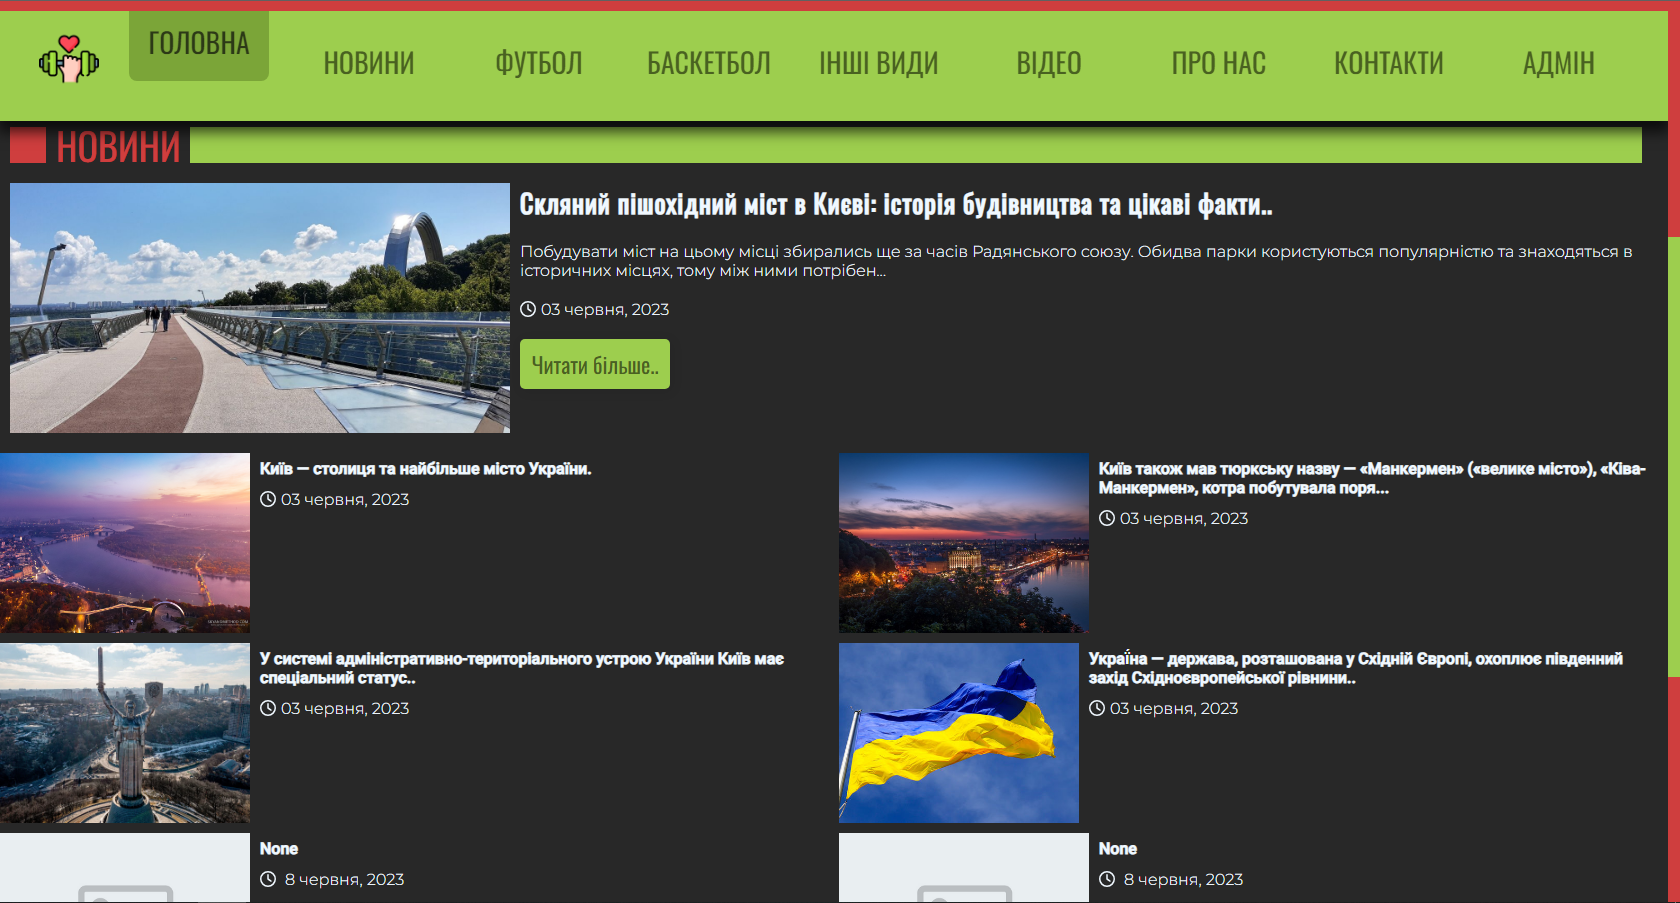 ГОЛОВНА
НОВИНИ
ФУТБОЛ
БАСКЕТБОЛ
ІНШІ ВИДИ
ВІДЕО
ПРО НАС
КОНТАКТИ
АДМІН
НОВИНИ
Скляний пішохідний міст в Києві: історія будівництва та цікаві факти..
Побудувати міст на цьому місці збирались ще за часів Радянського союзу. Обидва парки користуються популярністю та знаходяться в
історичних місцях, тому між ними потрібен...
03 червня, 2023
Читати більше..
Київ — столиця та найбільше місто України.
03 червня, 2023
Київ також мав тюркську назву — «Манкермен» («велике місто»), «Ківа-
Манкермен», котра побутувала поря...
03 червня, 2023
У системі адміністративно-територіального устрою України Київ має
спеціальний статус..
03 червня, 2023
Украї́на — держава, розташована у Східній Європі, охоплює південний
захід Східноєвропейської рівнини..
03 червня, 2023
None
8 червня, 2023
None
8 червня, 2023